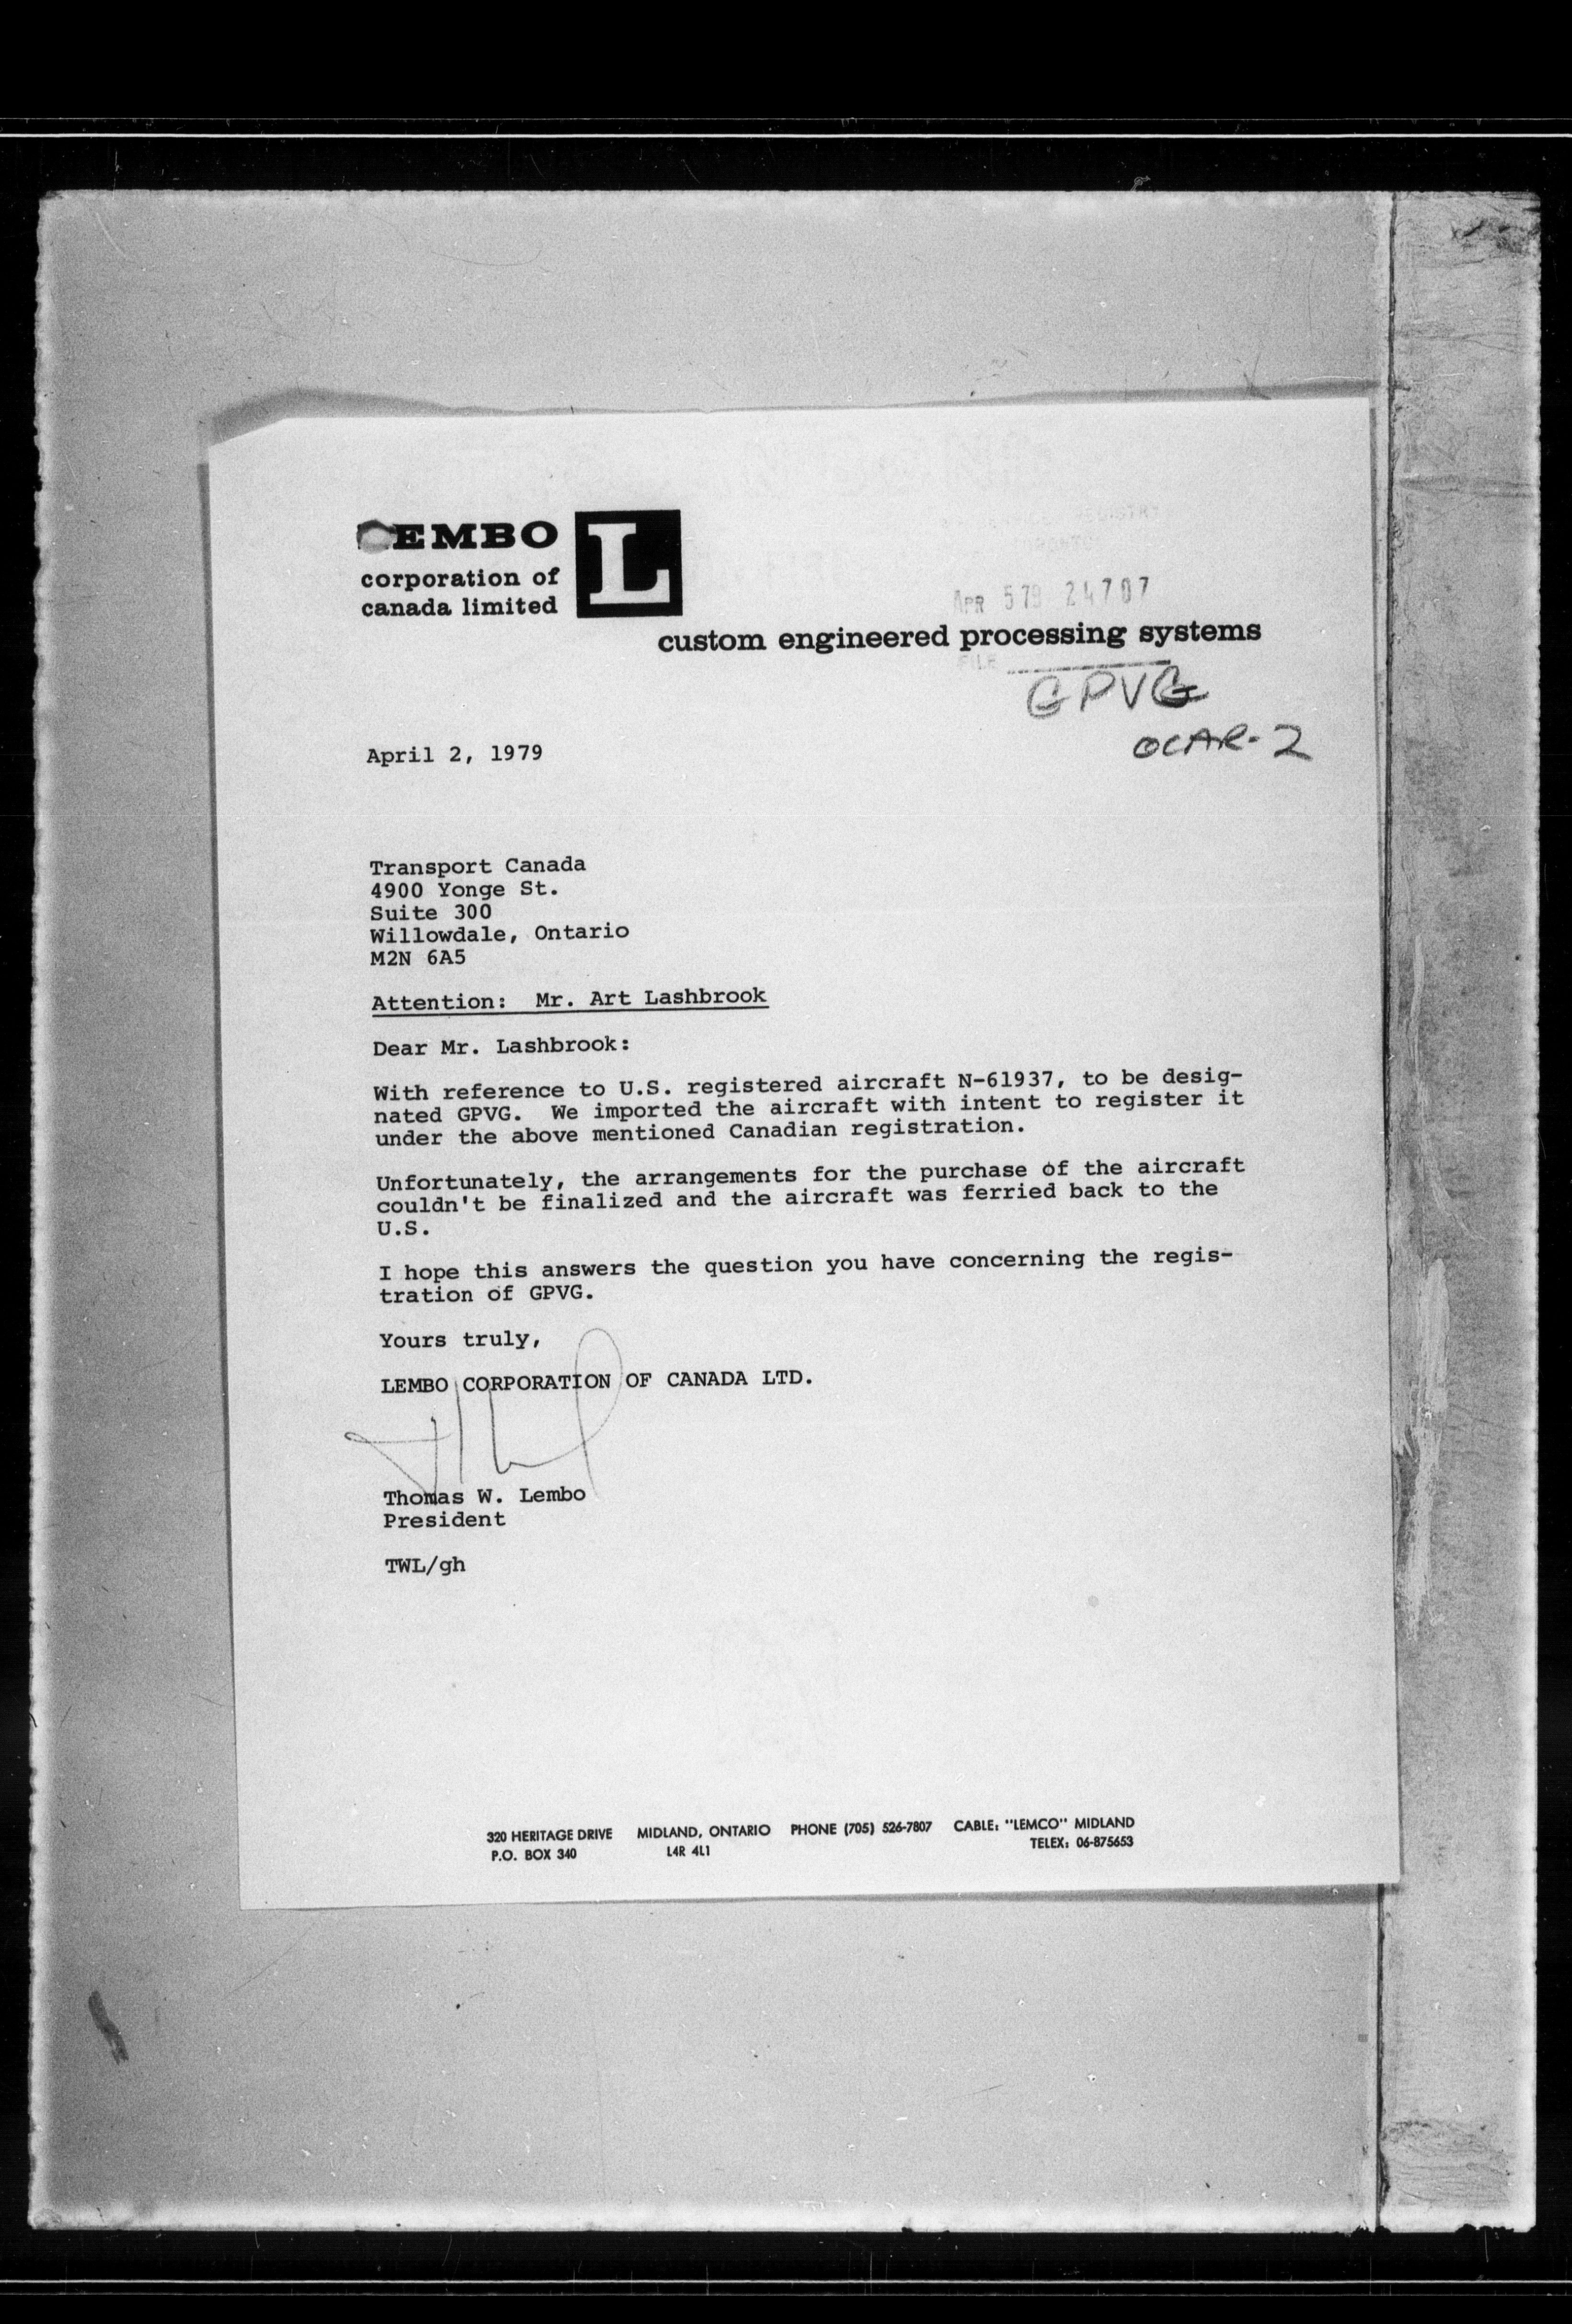 LEMBO
corporation of
canada limited
L
custom engineered processing systems
REGISTRY
TORONTO
APR 5 79 24707
FILE
GPVG
OCAR-2
April 2, 1979
Transport Canada
4900 Yonge St.
Suite 300
Willowdale, Ontario
M2N 6A5
Attention: Mr. Art Lashbrook
Dear Mr. Lashbrook:
With reference to U.S. registered aircraft N-61937, to be desig-
nated GPVG. We imported the aircraft with intent to register it
under the above mentioned Canadian registration.
Unfortunately, the arrangements for the purchase of the aircraft
couldn't be finalized and the aircraft was ferried back to the
U.S.
I hope this answers the question you have concerning the regis-
tration of GPVG.
Yours truly,
LEMBO CORPORATION OF CANADA LTD.
Thomas W. Lembo
President
TWL/gh
320 HERITAGE DRIVE MIDLAND, ONTARIO PHONE (705) 526-7807 CABLE: "LEMCO" MIDLAND
P.O. BOX 340 L4R 4L1 TELEX: 06-875653